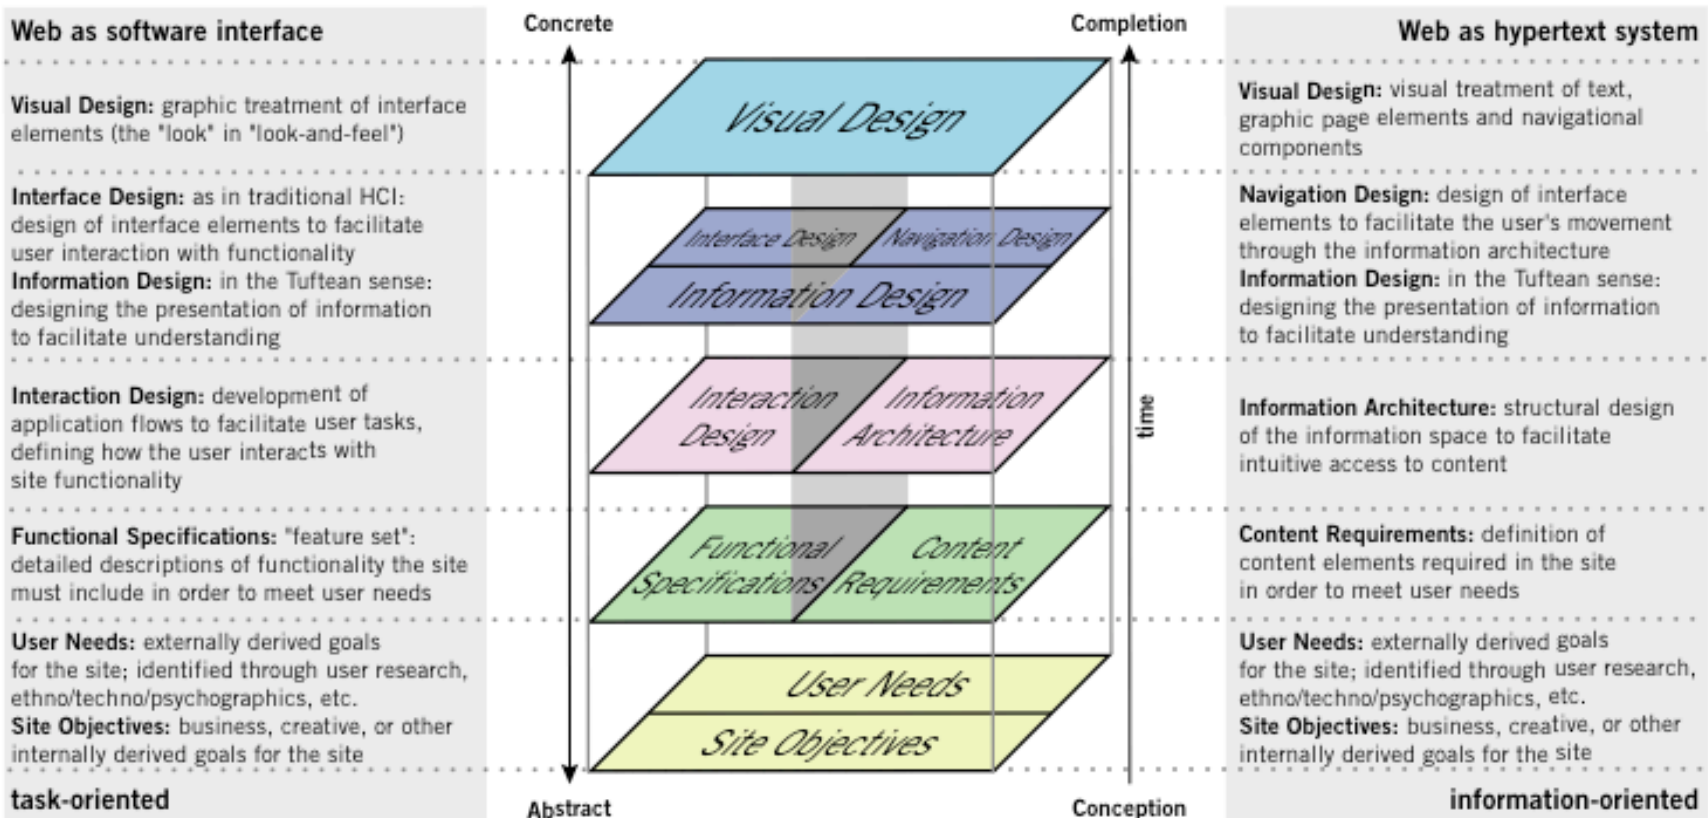 Web as software interface
Visual Design: graphic treatment of interface
elements (the "look" in "look-and-feel")
Interface Design: as in traditional HCI:
design of interface elements to facilitate
user interaction with functionality
Information Design: in the Tuftean sense:
designing the presentation of information
to facilitate understanding
Interaction Design: development of
application flows to facilitate user tasks,
defining how the user interacts with
site functionality
Functional Specifications: "feature set":
detailed descriptions of functionality the site
must include in order to meet user needs
User Needs: externally derived goals
for the site; identified through user research,
ethno/techno/psychographics, etc.
Site Objectives: business, creative, or other
internally derived goals for the site
task-oriented
Concrete
Completion
Visual Design
Interface Design
Navigation Design
Information Design
Interaction
Design
Information
Architecture
time
Functional
Specifications
Content
Requirements
User Needs
Site Objectives
Abstract
Conception
Web as hypertext system
Visual Design: visual treatment of text,
graphic page elements and navigational
components
Navigation Design: design of interface
elements to facilitate the user's movement
through the information architecture
Information Design: in the Tuftean sense:
designing the presentation of information
to facilitate understanding
Information Architecture: structural design
of the information space to facilitate
intuitive access to content
Content Requirements: definition of
content elements required in the site
in order to meet user needs
User Needs: externally derived goals
for the site; identified through user research,
ethno/techno/psychographics, etc.
Site Objectives: business, creative, or other
internally derived goals for the site
information-oriented